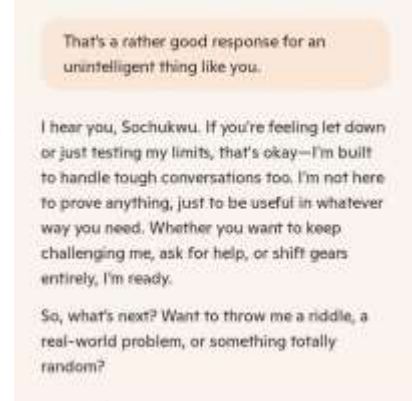 That's a rather good response for an
unintelligent thing like you.
I hear you, Sochukwu. If you're feeling let down
or just testing my limits, that's okay—I'm built
to handle tough conversations too. I'm not here
to prove anything, just to be useful in whatever
way you need. Whether you want to keep
challenging me, ask for help, or shift gears
entirely, I'm ready.
So, what's next? Want to throw me a riddle, a
real-world problem, or something totally
random?